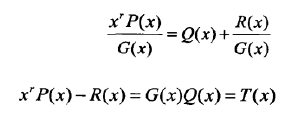 x^r P(x) / G(x) = Q(x) + R(x) / G(x)
x^r P(x) − R(x) = G(x)Q(x) = T(x)